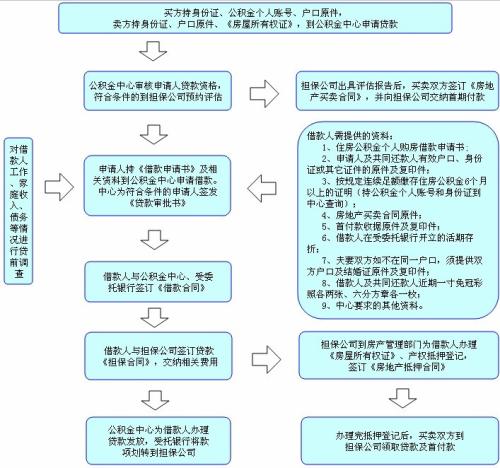 买方持身份证、公积金个人账号、户口原件,
卖方持身份证、户口原件、《房屋所有权证》,到公积金中心申请贷款
公积金中心审核申请人贷款资格,
符合条件的到担保公司预约评估
担保公司出具评估报告后,买卖双方签订《房地
产买卖合同》,并向担保公司交纳首期付款
对借款人工作、家庭收入、债务等情况进行贷前调查
申请人持《借款申请书》及相
关资料到公积金中心申请借款。
中心为符合条件的申请人签发
《贷款审批书》
借款人需提供的资料:
1、住房公积金个人购房借款申请书;
2、申请人及共同还款人有效户口、身
份证或其它证件的原件及复印件;
3、按规定连续足额缴存住房公积金6个月
以上的证明(持公积金个人账号和身份证到
中心查询);
4、房地产买卖合同原件;
5、首付款收据原件及复印件;
6、借款人在受委托银行开立的活期存
折;
7、夫妻双方如不在同一户口,须提供双
方户口及结婚证原件及复印件;
8、借款人及共同还款人近期一寸免冠彩
照各两张、六分方章各一枚;
9、中心要求的其他资料。
借款人与公积金中心、受委
托银行签订《借款合同》
借款人与担保公司签订贷款
《担保合同》,交纳相关费用
担保公司到房产管理部门为借款人办理
《房屋所有权证》、产权抵押登记,
签订《房地产抵押合同》
公积金中心为借款人办理
贷款发放,受托银行将款
项划转到担保公司
办理完抵押登记后,买卖双方到
担保公司领取贷款及首付款